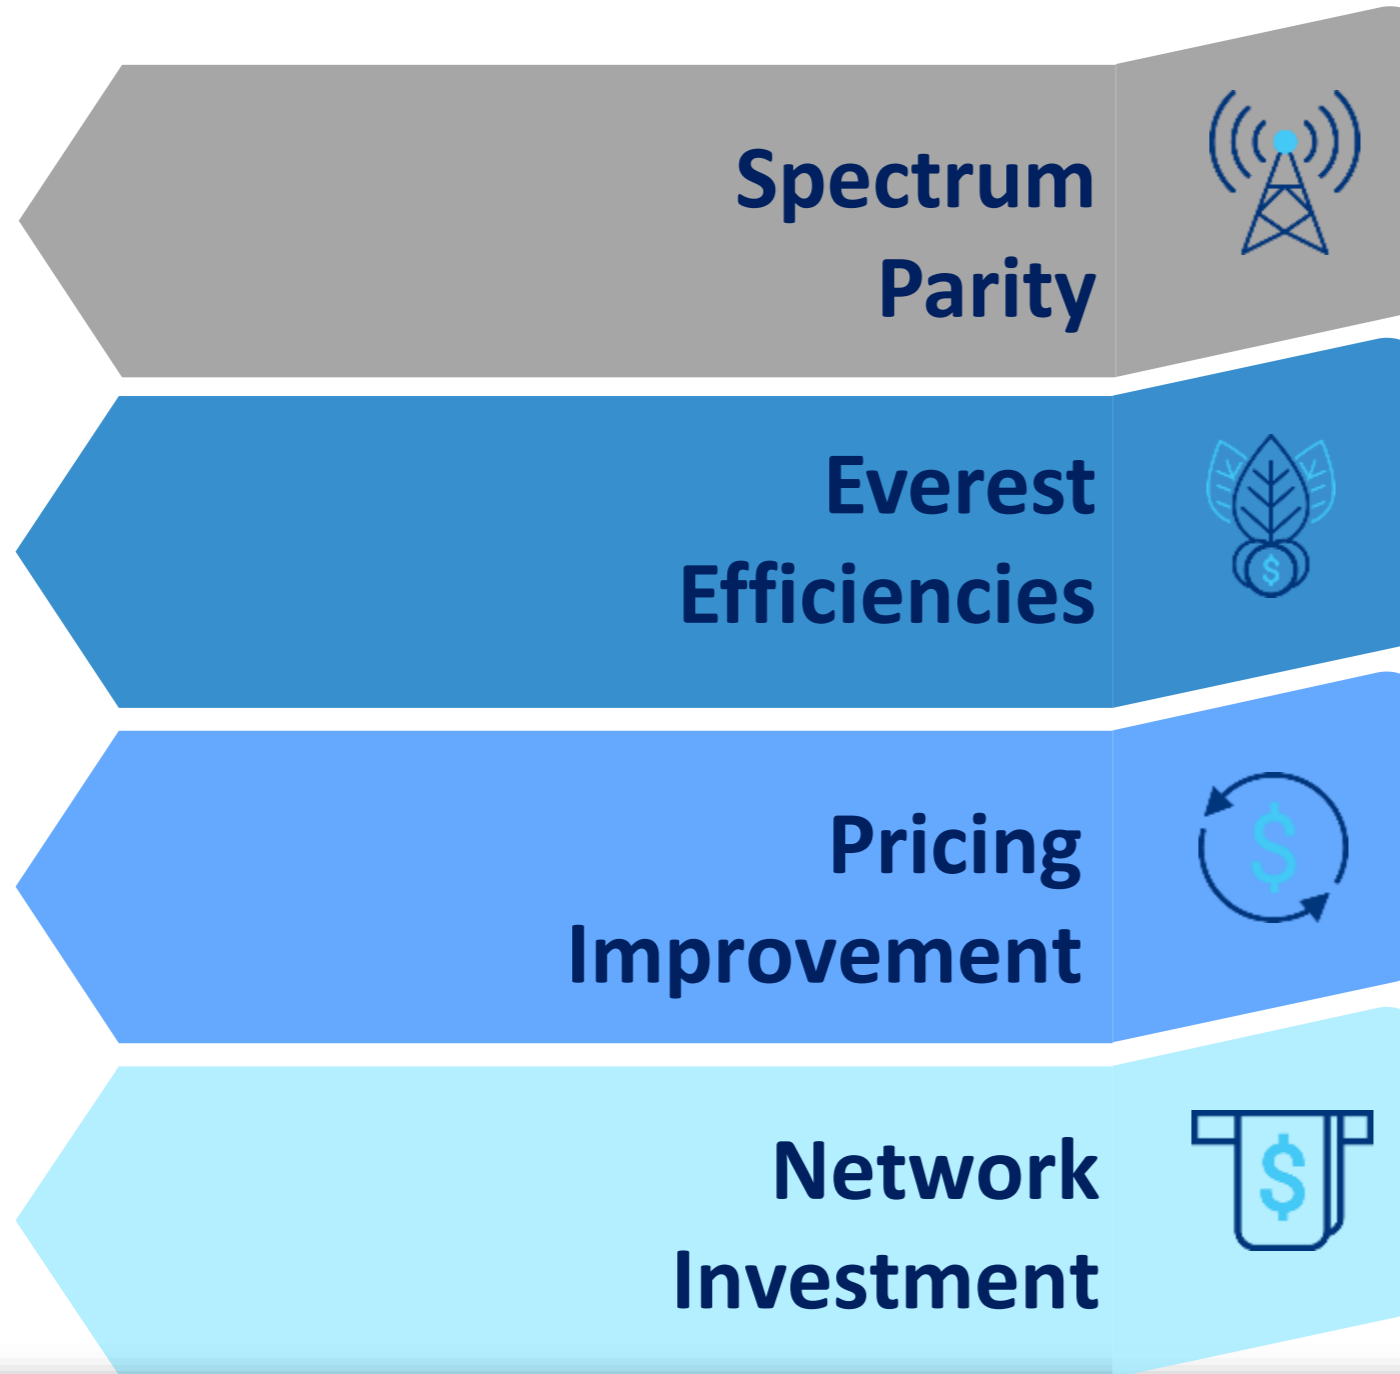 Spectrum
Parity
Everest
Efficiencies
$
Pricing
Improvement
$
Network
Investment
$